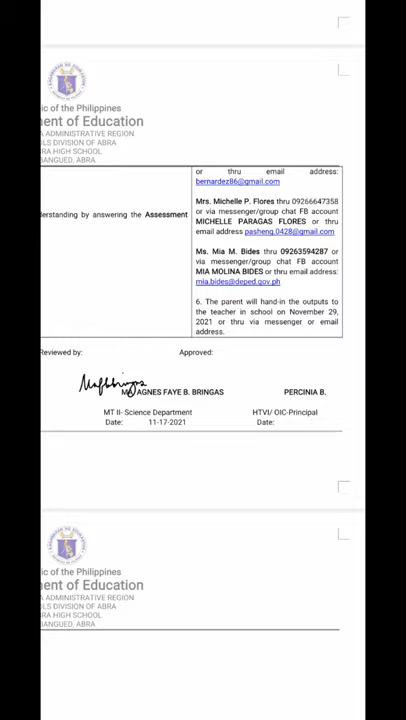 ic of the Philippines
ent of Education
A ADMINISTRATIVE REGION
LS DIVISION OF ABRA
RA HIGH SCHOOL
BANGUED, ABRA
or thru email address:
bernardez86@gmail.com
Mrs. Michelle P. Flores thru 09266647358
or via messenger/group chat FB account
MICHELLE PARAGAS FLORES or thru
email address pasheng.0428@gmail.com
derstanding by answering the Assessment
Ms. Mia M. Bides thru 09263594287 or
via messenger/group chat FB account
MIA MOLINA BIDES or thru email address:
mia.bides@deped.gov.ph
6. The parent will hand-in the outputs to
the teacher in school on November 29,
2021 or thru via messenger or email
address.
Reviewed by: Approved:
MA. AGNES FAYE B. BRINGAS PERCINIA B.
MT II- Science Department HTVI/ OIC-Principal
Date: 11-17-2021 Date:
ic of the Philippines
ent of Education
A ADMINISTRATIVE REGION
LS DIVISION OF ABRA
RA HIGH SCHOOL
BANGUED, ABRA